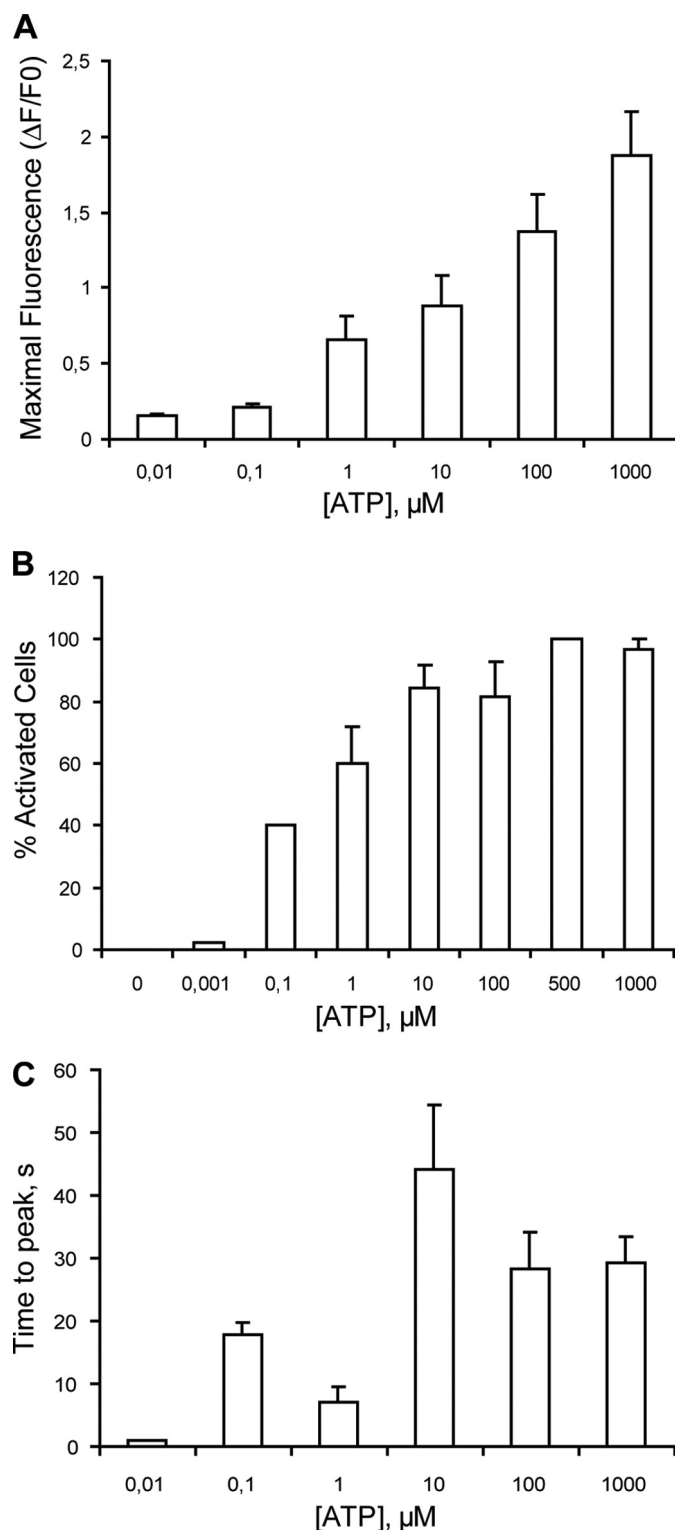 A
Maximal Fluorescence (ΔF/F0)
2,5
2
1,5
1
0,5
0
0,01 0,1 1 10 100 1000
[ATP], µM
B
% Activated Cells
120
100
80
60
40
20
0
0 0,001 0,1 1 10 100 500 1000
[ATP], µM
C
Time to peak, s
60
50
40
30
20
10
0
0,01 0,1 1 10 100 1000
[ATP], µM